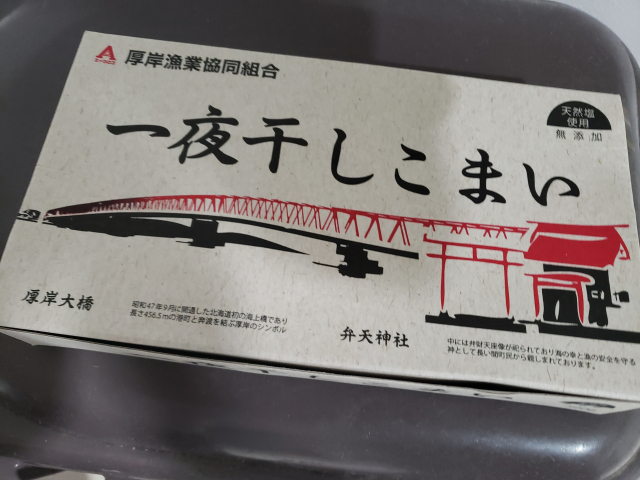 厚岸漁業協同組合
天然塩
使用
無添加
一夜干しこまい
厚岸大橋
昭和47年9月に開通した北海道初の海上橋であり
長さ456.5mの港町と奔渡を結ぶ厚岸のシンボル
弁天神社
中には弁財天座像が祀られており海の幸と漁の安全を守る
神として長い間町民から親しまれております。